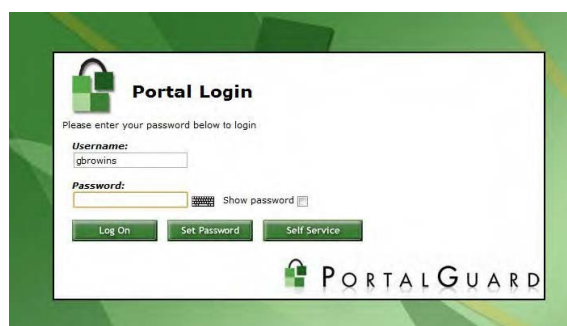 Portal Login
Please enter your password below to login
Username:
gbrowins
Password:
Show password
Log On Set Password Self Service
PORTALGUARD